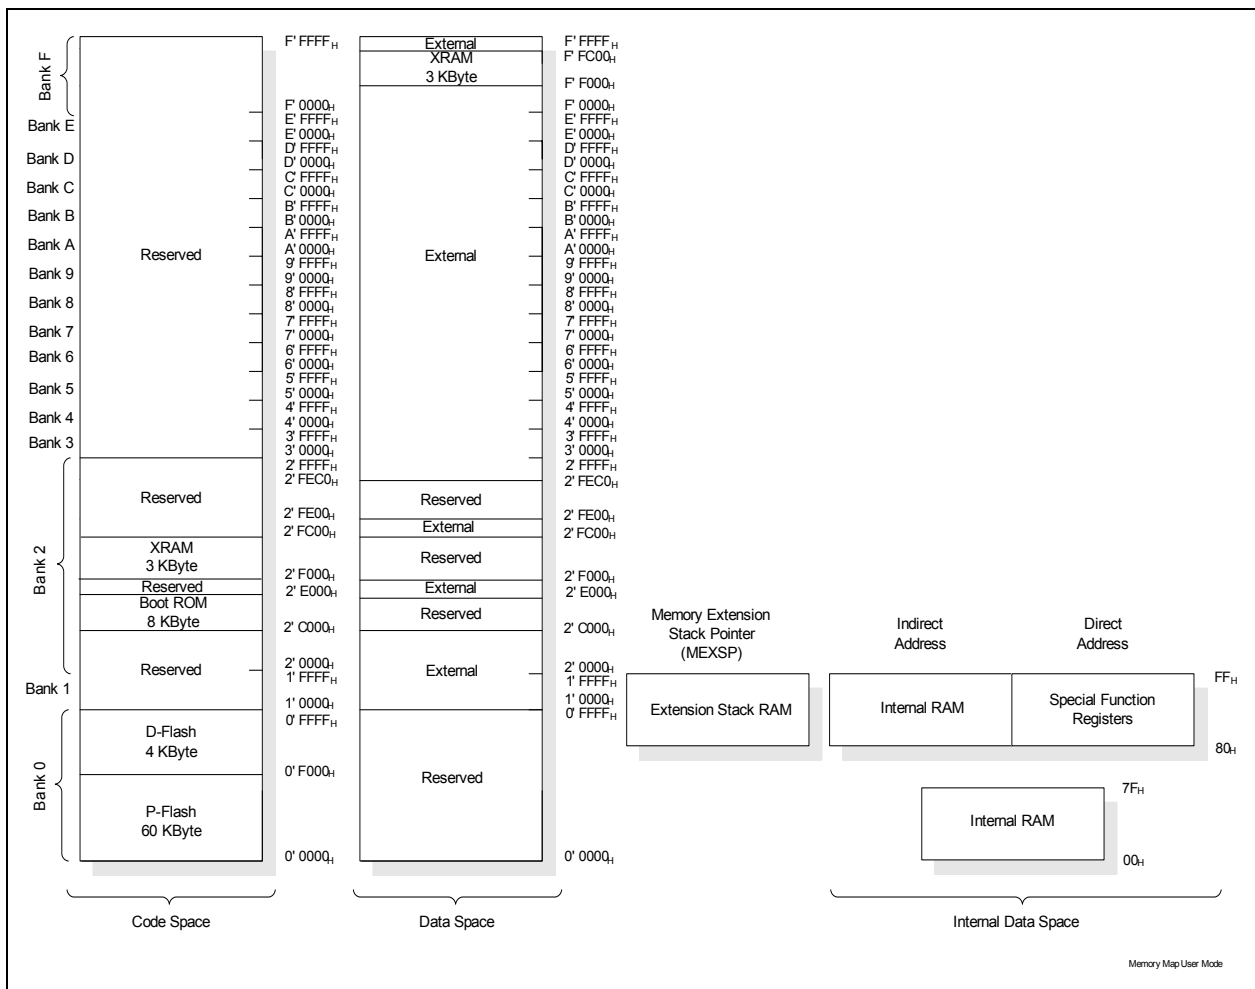 Bank F
Bank E
Bank D
Bank C
Bank B
Bank A
Bank 9
Bank 8
Bank 7
Bank 6
Bank 5
Bank 4
Bank 3
Bank 2
Bank 1
Bank 0
Reserved
Reserved
XRAM
3 KByte
Reserved
Boot ROM
8 KByte
Reserved
D-Flash
4 KByte
P-Flash
60 KByte
F' FFFFH
F' 0000H
E' FFFFH
E' 0000H
D' FFFFH
D' 0000H
C' FFFFH
C' 0000H
B' FFFFH
B' 0000H
A' FFFFH
A' 0000H
9' FFFFH
9' 0000H
8' FFFFH
8' 0000H
7' FFFFH
7' 0000H
6' FFFFH
6' 0000H
5' FFFFH
5' 0000H
4' FFFFH
4' 0000H
3' FFFFH
3' 0000H
2' FFFFH
2' FEC0H
2' FE00H
2' FC00H
2' F000H
2' E000H
2' C000H
2' 0000H
1' FFFFH
1' 0000H
0' FFFFH
0' F000H
0' 0000H
Code Space
External
XRAM
3 KByte
External
Reserved
External
Reserved
External
Reserved
External
Reserved
F' FFFFH
F' FC00H
F' F000H
F' 0000H
E' FFFFH
E' 0000H
D' FFFFH
D' 0000H
C' FFFFH
C' 0000H
B' FFFFH
B' 0000H
A' FFFFH
A' 0000H
9' FFFFH
9' 0000H
8' FFFFH
8' 0000H
7' FFFFH
7' 0000H
6' FFFFH
6' 0000H
5' FFFFH
5' 0000H
4' FFFFH
4' 0000H
3' FFFFH
3' 0000H
2' FFFFH
2' FEC0H
2' FE00H
2' FC00H
2' F000H
2' E000H
2' C000H
2' 0000H
1' FFFFH
1' 0000H
0' FFFFH
0' 0000H
Data Space
Memory Extension
Stack Pointer
(MEXSP)
Extension Stack RAM
Indirect
Address
Direct
Address
Internal RAM
Special Function
Registers
FFH
80H
7FH
Internal RAM
00H
Internal Data Space
Memory Map User Mode